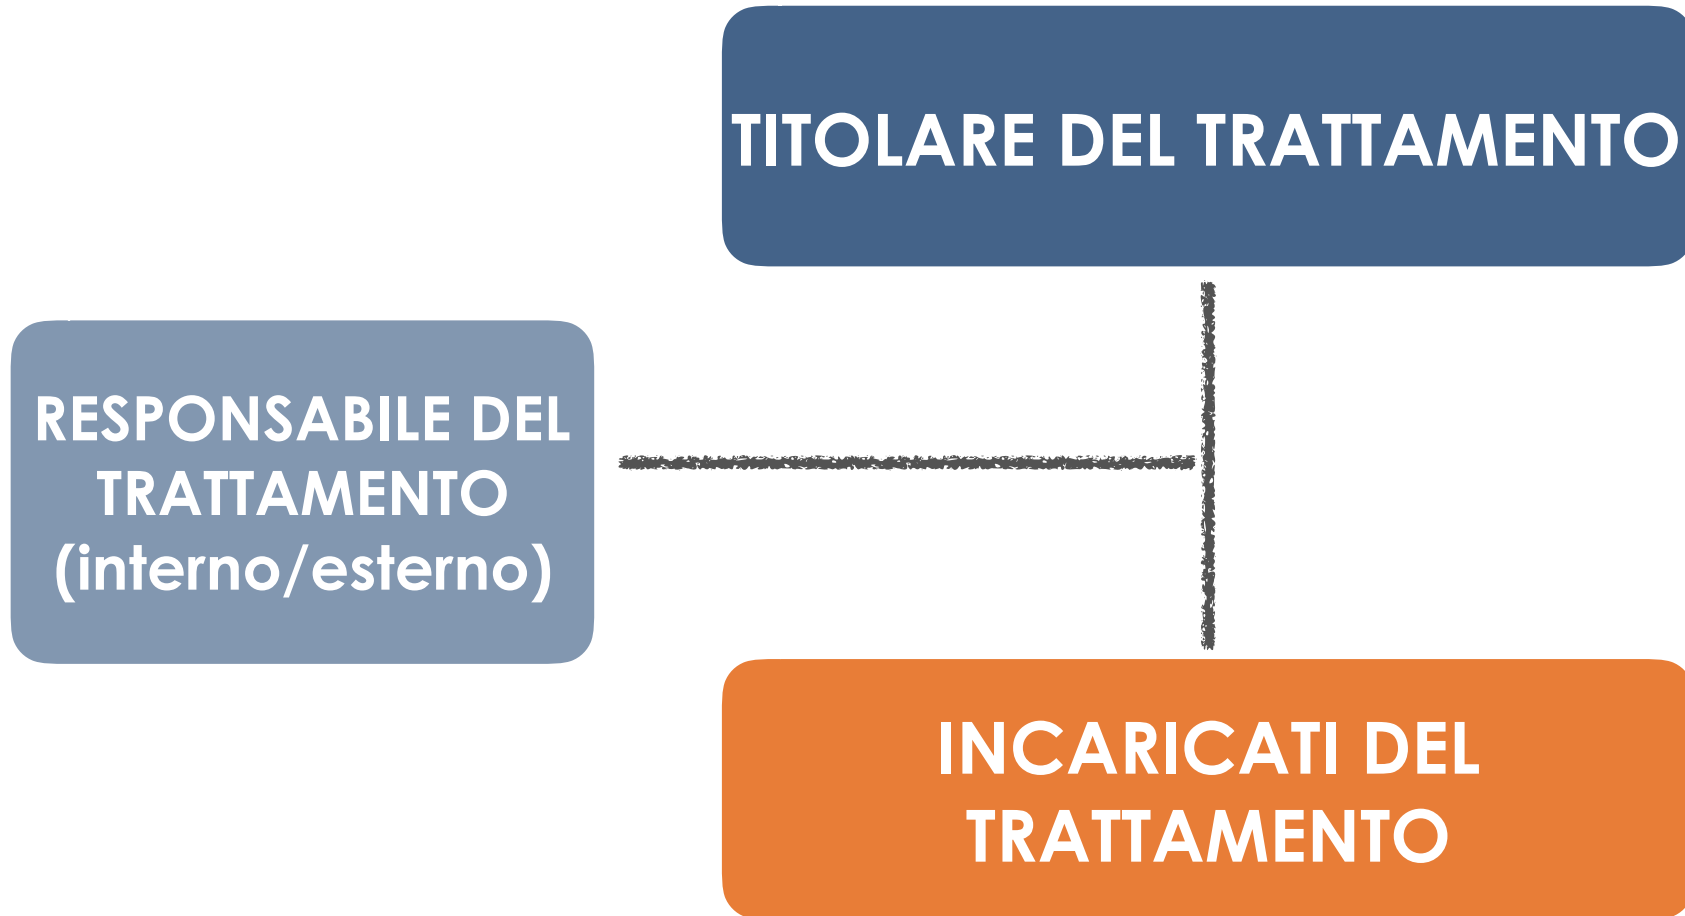 TITOLARE DEL TRATTAMENTO
RESPONSABILE DEL
TRATTAMENTO
(interno/esterno)
INCARICATI DEL
TRATTAMENTO